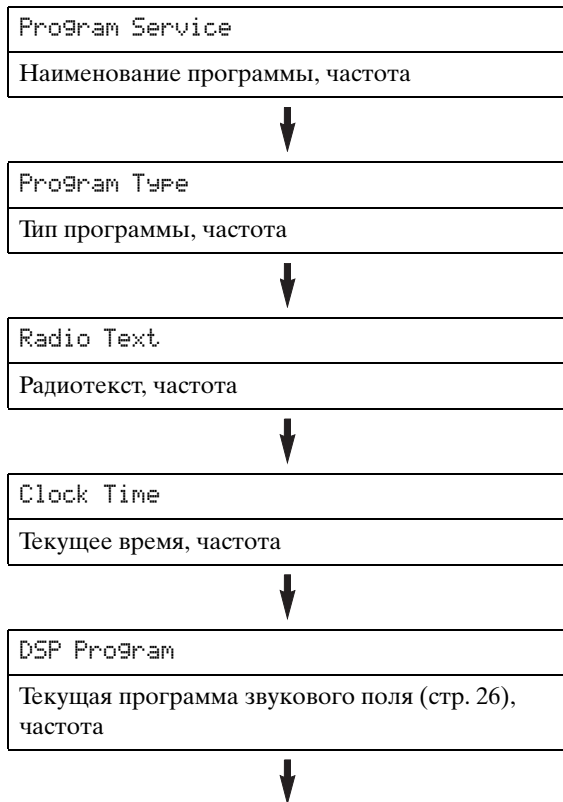 Program Service
Наименование программы, частота
Program Type
Тип программы, частота
Radio Text
Радиотекст, частота
Clock Time
Текущее время, частота
DSP Program
Текущая программа звукового поля (стр. 26),
частота